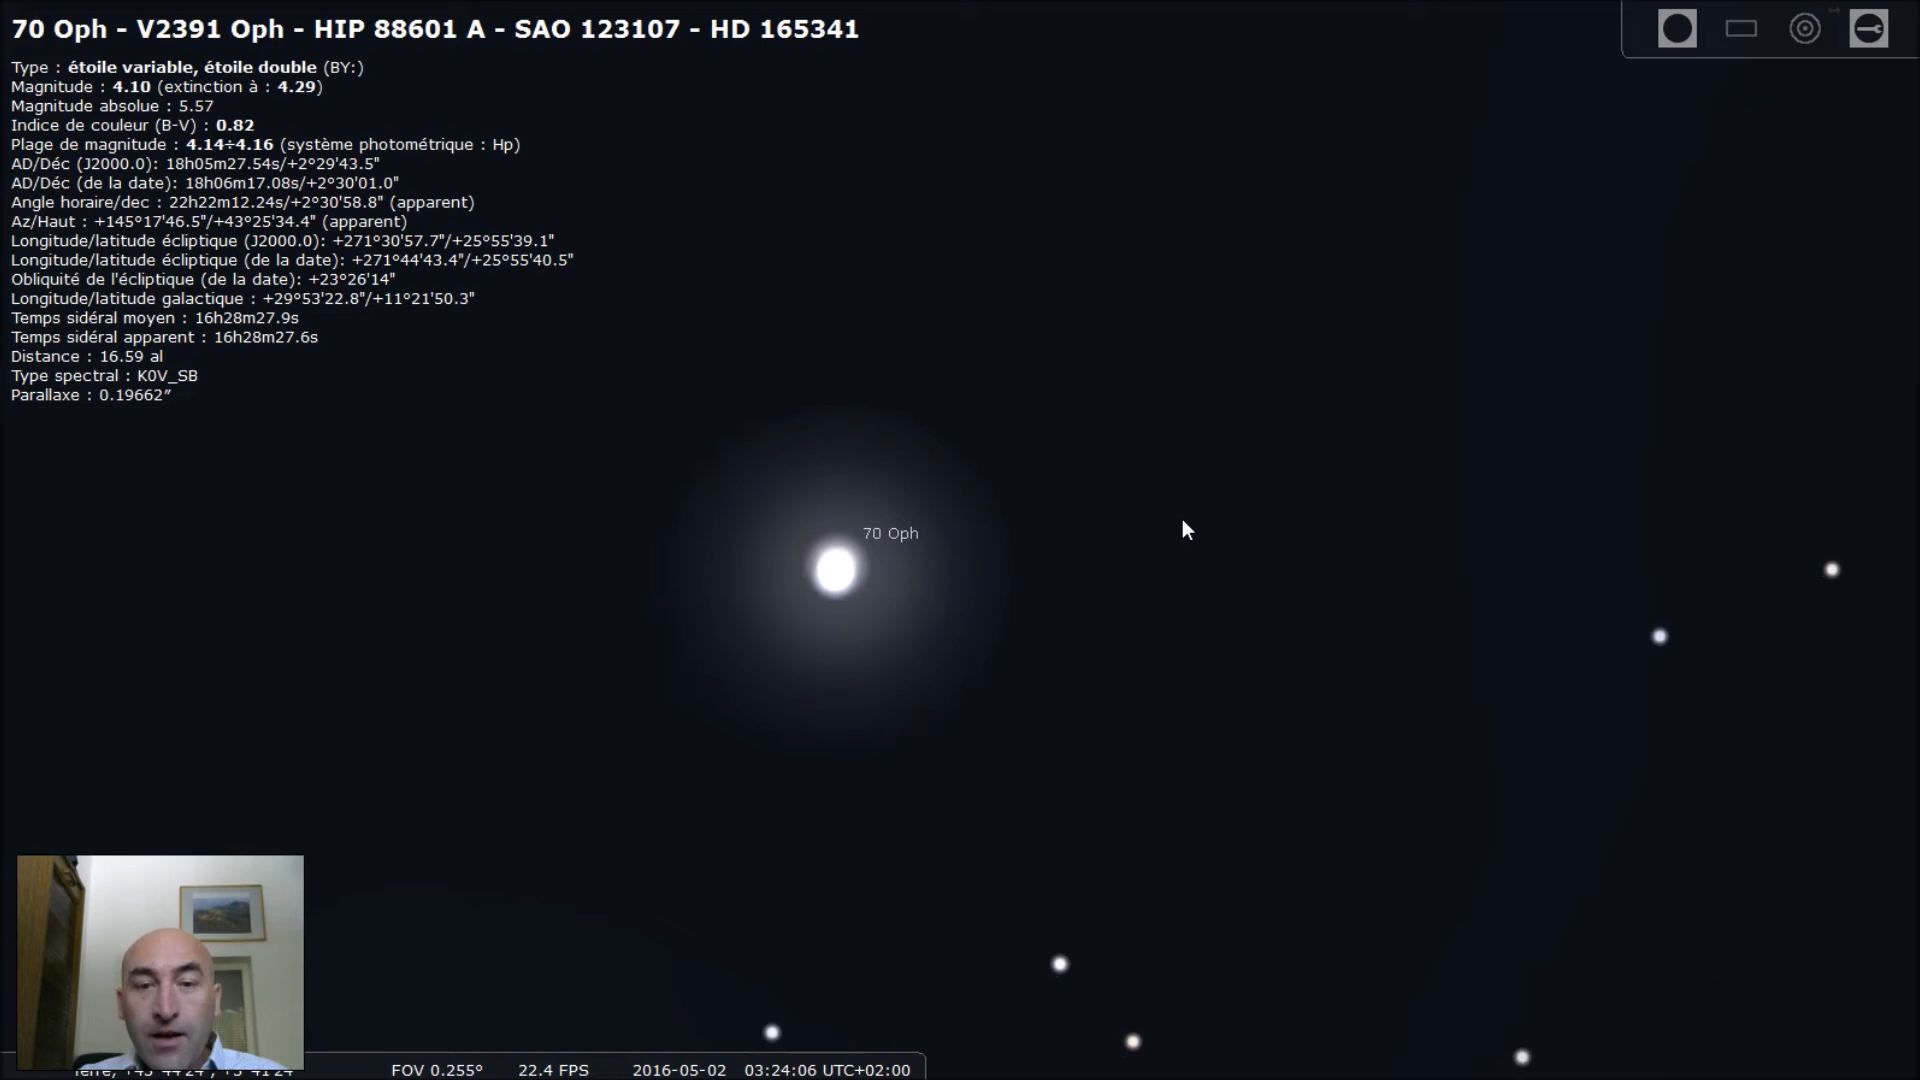 70 Oph - V2391 Oph - HIP 88601 A - SAO 123107 - HD 165341
Type : étoile variable, étoile double (BY:)
Magnitude : 4.10 (extinction à : 4.29)
Magnitude absolue : 5.57
Indice de couleur (B-V) : 0.82
Plage de magnitude : 4.14÷4.16 (système photométrique : Hp)
AD/Déc (J2000.0): 18h05m27.54s/+2°29'43.5"
AD/Déc (de la date): 18h06m17.08s/+2°30'01.0"
Angle horaire/dec : 22h22m12.24s/+2°30'58.8" (apparent)
Az/Haut : +145°17'46.5"/+43°25'34.4" (apparent)
Longitude/latitude écliptique (J2000.0): +271°30'57.7"/+25°55'39.1"
Longitude/latitude écliptique (de la date): +271°44'43.4"/+25°55'40.5"
Obliquité de l'écliptique (de la date): +23°26'14"
Longitude/latitude galactique : +29°53'22.8"/+11°21'50.3"
Temps sidéral moyen : 16h28m27.9s
Temps sidéral apparent : 16h28m27.6s
Distance : 16.59 al
Type spectral : K0V_SB
Parallaxe : 0.19662″
70 Oph
FOV 0.255° 22.4 FPS 2016-05-02 03:24:06 UTC+02:00